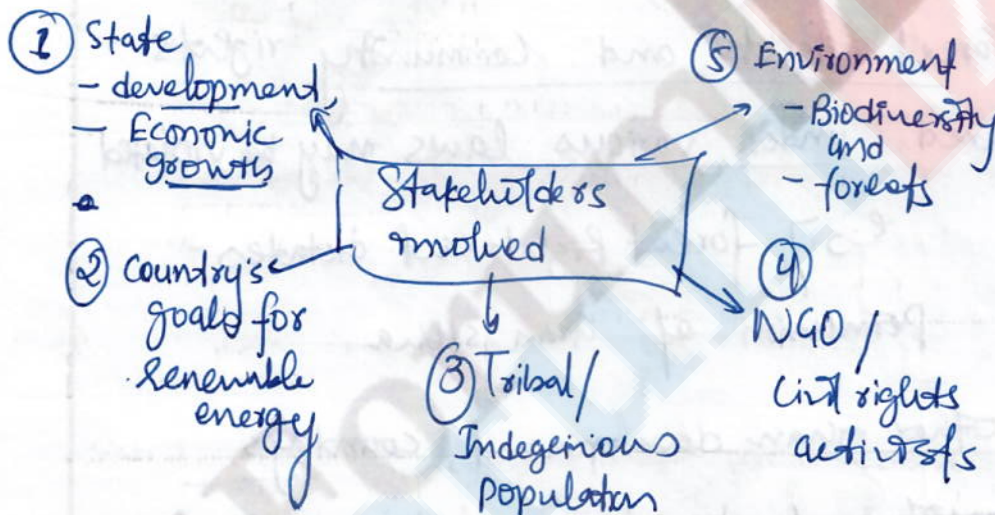 ① State
- development,
- Economic
growth
② Country's
goals for
renewable
energy
Stakeholders
involved
③ Tribal/
Indegenious
population
④
NGO /
Civil rights
activists
⑤ Environment
- Biodiversity
and
- forests